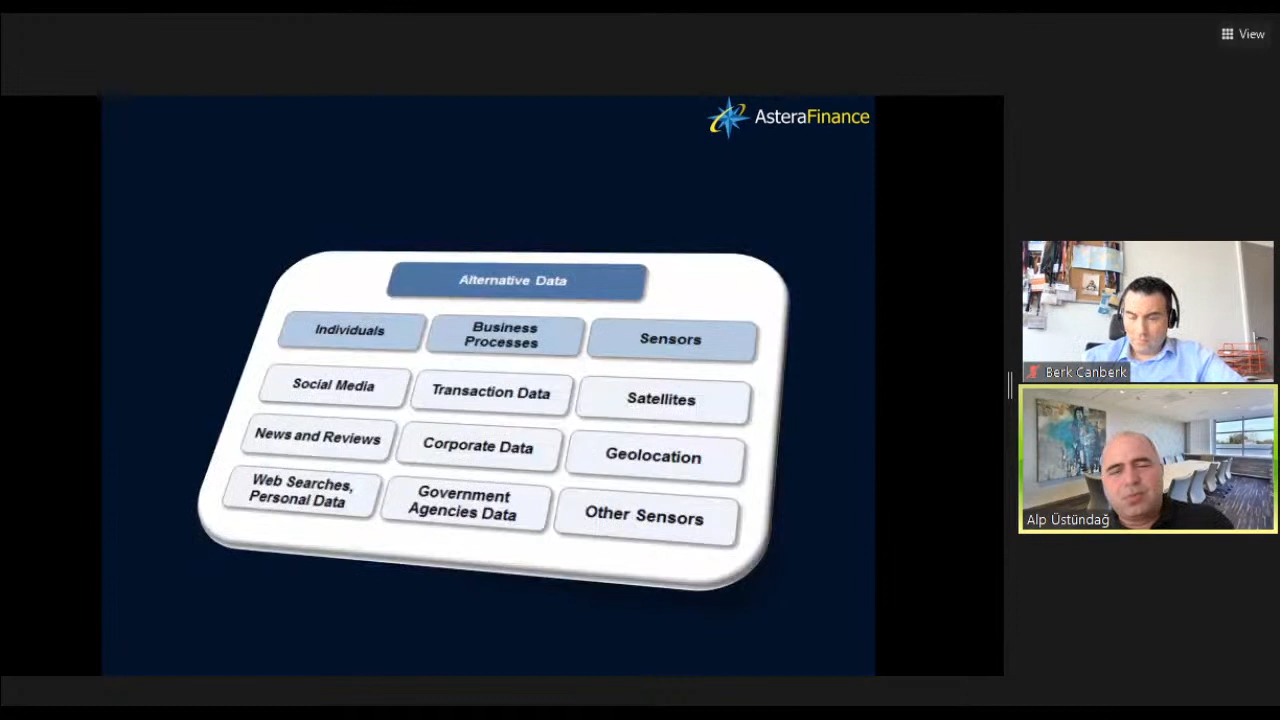 View
AsteraFinance
Alternative Data
Individuals
Business
Processes
Sensors
Social Media
Transaction Data
Satellites
News and Reviews
Corporate Data
Geolocation
Web Searches,
Personal Data
Government
Agencies Data
Other Sensors
Berk Canberk
Alp Üstündağ